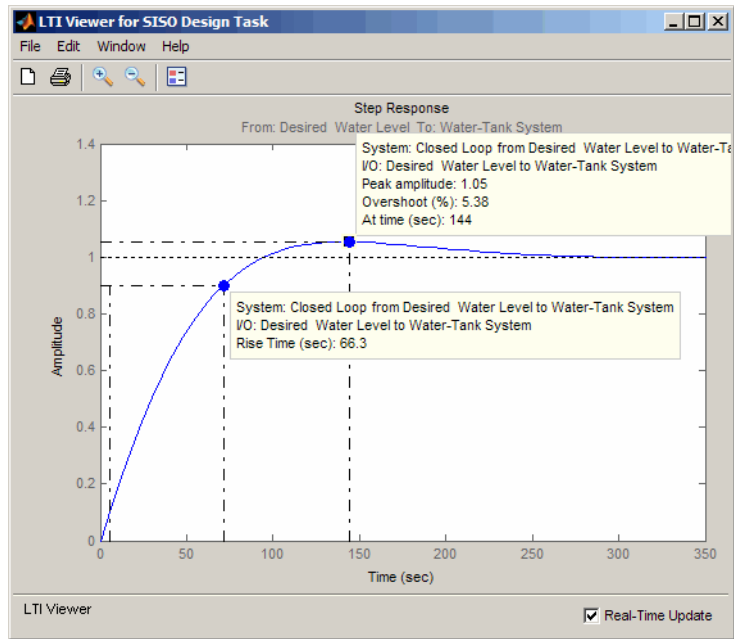 LTI Viewer for SISO Design Task
File Edit Window Help
Step Response
From: Desired Water Level To: Water-Tank System
System: Closed Loop from Desired Water Level to Water-Ta
I/O: Desired Water Level to Water-Tank System
Peak amplitude: 1.05
Overshoot (%): 5.38
At time (sec): 144
System: Closed Loop from Desired Water Level to Water-Tank System
I/O: Desired Water Level to Water-Tank System
Rise Time (sec): 66.3
1.4
1.2
1
0.8
0.6
0.4
0.2
0
Amplitude
0 50 100 150 200 250 300 350
Time (sec)
LTI Viewer
Real-Time Update